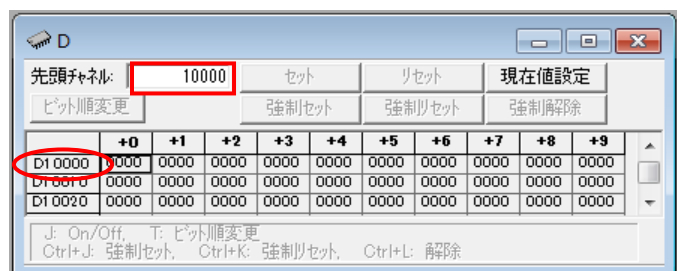 D
先頭チャネル: 10000 セット リセット 現在値設定
ビット順変更 強制セット 強制リセット 強制解除
+0 +1 +2 +3 +4 +5 +6 +7 +8 +9
D10000 0000 0000 0000 0000 0000 0000 0000 0000 0000 0000
D10010 0000 0000 0000 0000 0000 0000 0000 0000 0000 0000
D10020 0000 0000 0000 0000 0000 0000 0000 0000 0000 0000
J: On/Off, T: ビット順変更
Ctrl+J: 強制セット, Ctrl+K: 強制リセット, Ctrl+L: 解除